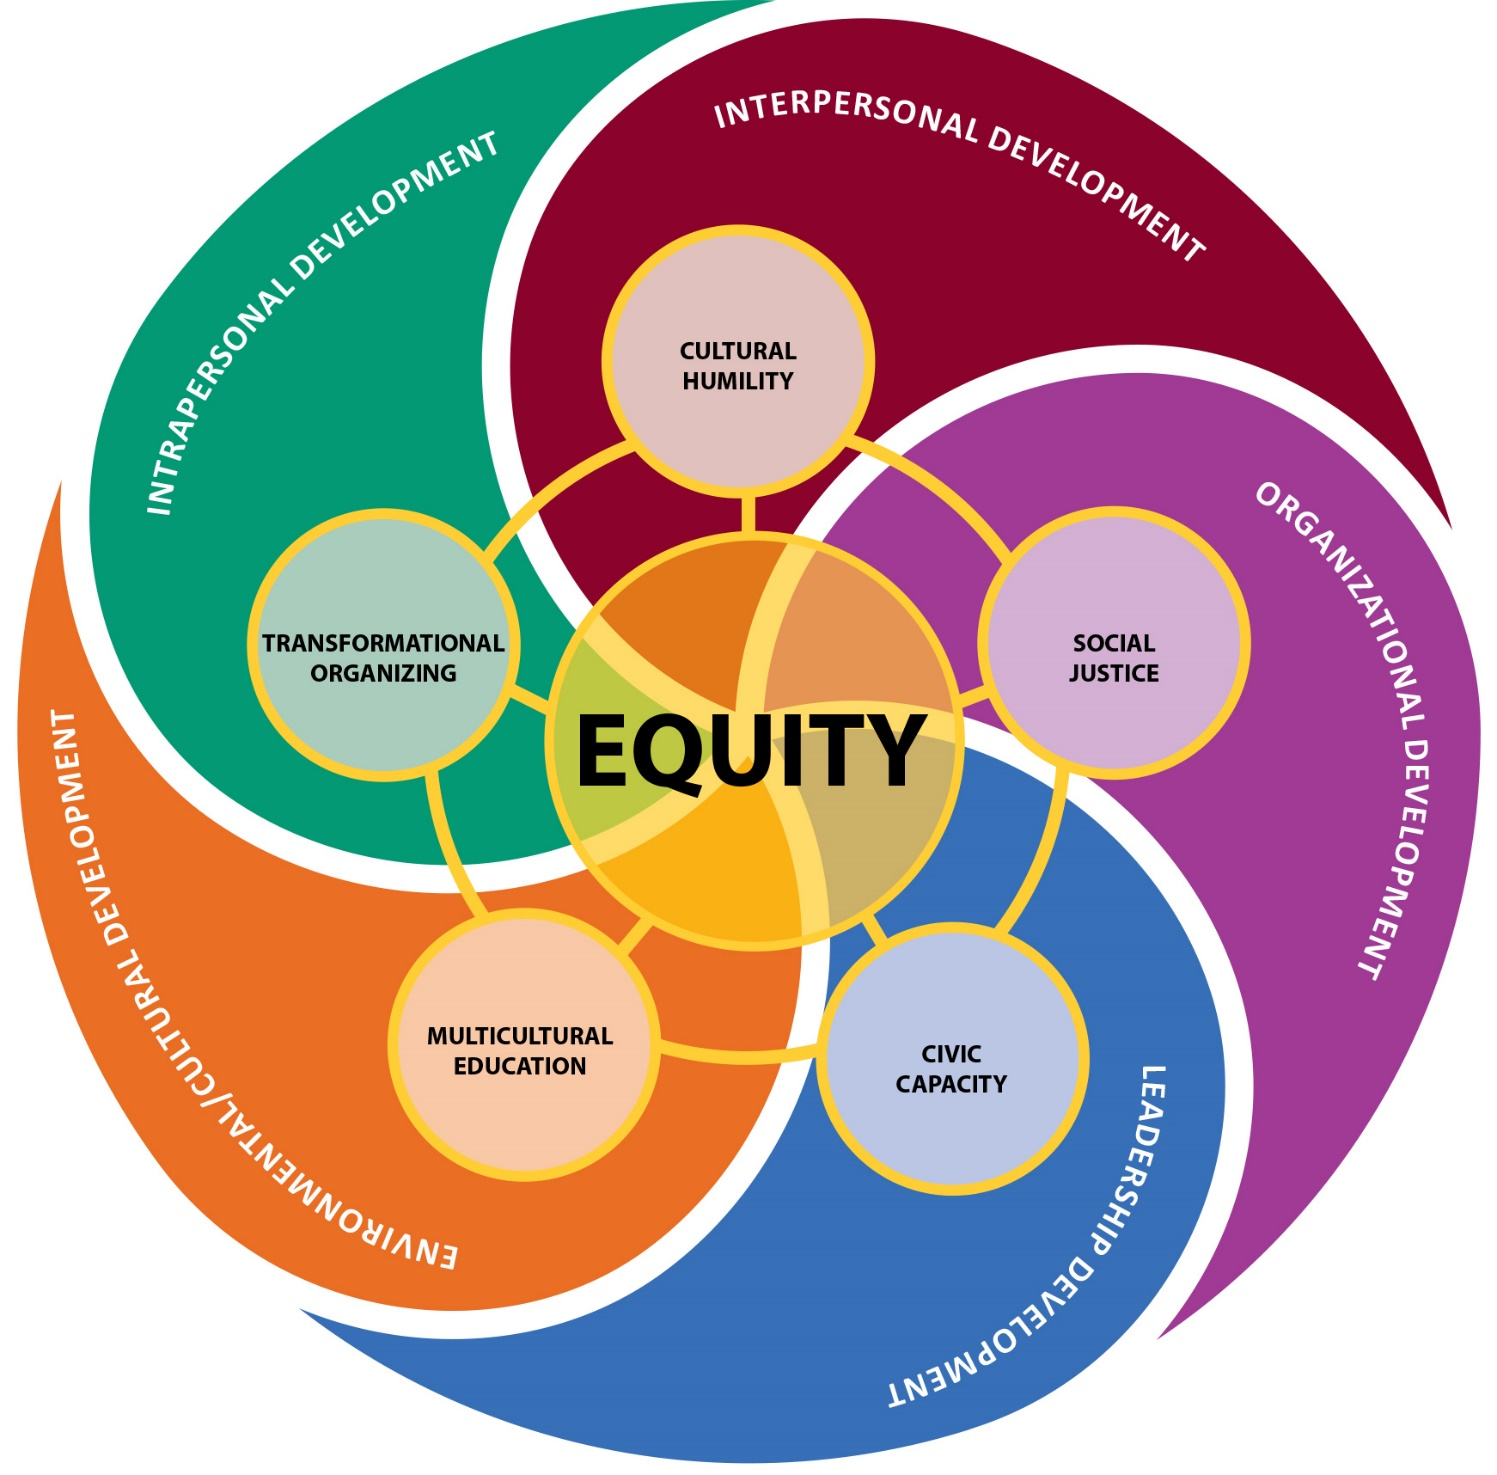 INTERPERSONAL DEVELOPMENT
INTRAPERSONAL DEVELOPMENT
CULTURAL
HUMILITY
ORGANIZATIONAL DEVELOPMENT
TRANSFORMATIONAL
ORGANIZING
SOCIAL
JUSTICE
EQUITY
ENVIRONMENTAL/CULTURAL DEVELOPMENT
MULTICULTURAL
EDUCATION
CIVIC
CAPACITY
LEADERSHIP DEVELOPMENT